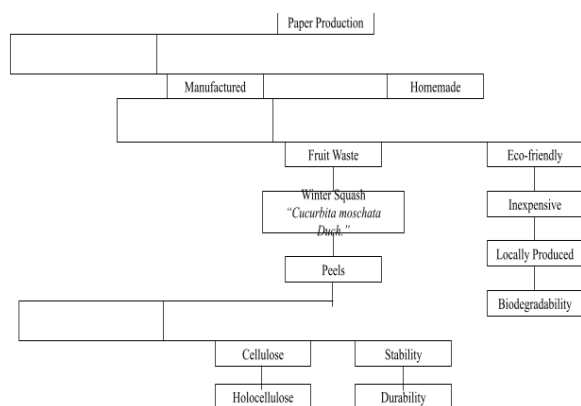 Paper Production
Manufactured
Homemade
Fruit Waste
Eco-friendly
Winter Squash
“Cucurbita moschata
Duch.”
Inexpensive
Locally Produced
Peels
Biodegradability
Cellulose
Stability
Holocellulose
Durability